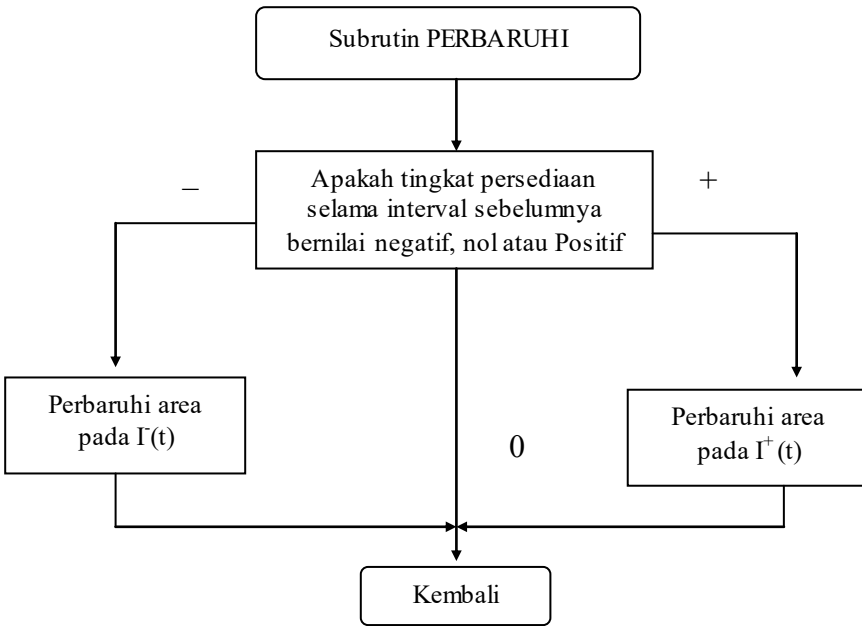 Subrutin PERBARUHI
Apakah tingkat persediaan
selama interval sebelumnya
bernilai negatif, nol atau Positif
–
+
Perbaruhi area
pada I⁻(t)
0
Perbaruhi area
pada I⁺(t)
Kembali